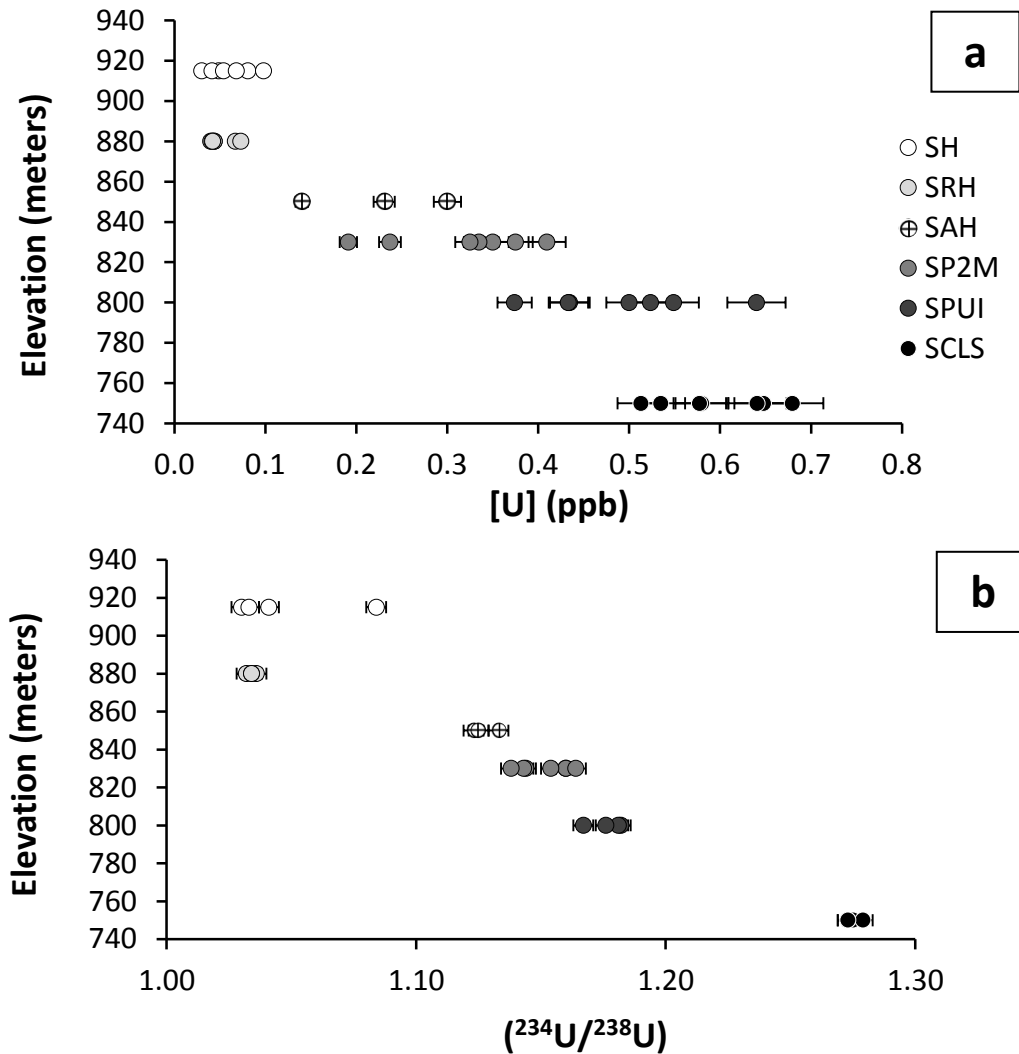 a
Elevation (meters)
940
920
900
880
860
840
820
800
780
760
740
0.0 0.1 0.2 0.3 0.4 0.5 0.6 0.7 0.8
[U] (ppb)
SH
SRH
SAH
SP2M
SPUI
SCLS
b
Elevation (meters)
940
920
900
880
860
840
820
800
780
760
740
1.00 1.10 1.20 1.30
(²³⁴U/²³⁸U)